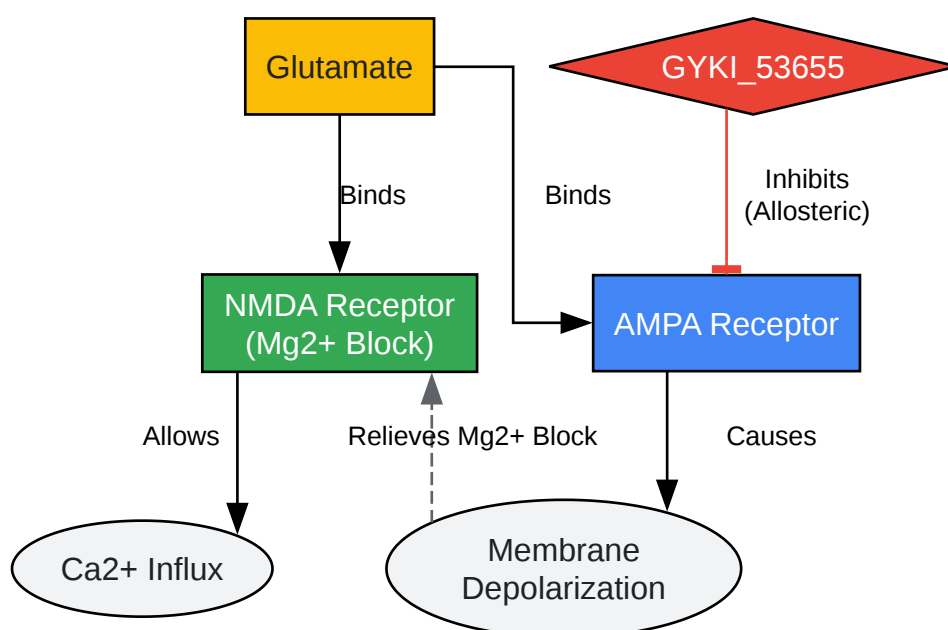 Glutamate
GYKI_53655
Binds
Binds
Inhibits
(Allosteric)
NMDA Receptor
(Mg2+ Block)
AMPA Receptor
Allows
Relieves Mg2+ Block
Causes
Ca2+ Influx
Membrane
Depolarization